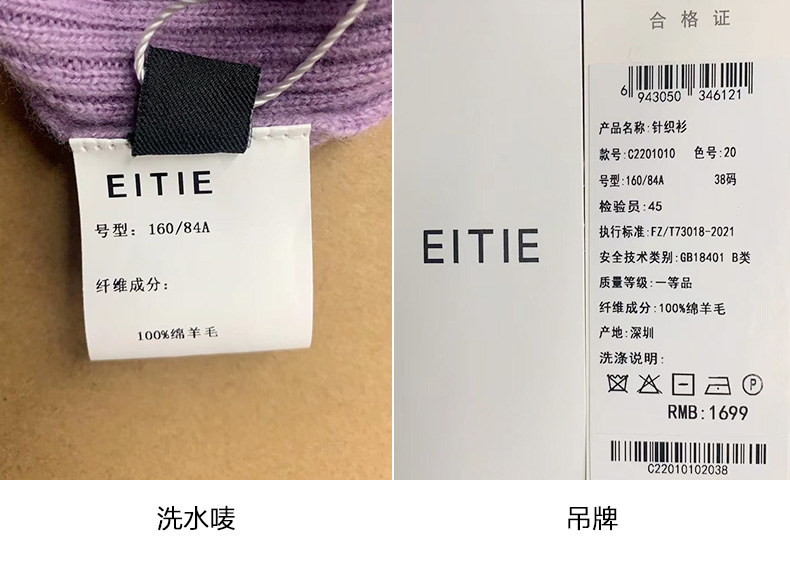 EITIE
号型: 160/84A
纤维成分:
100%绵羊毛
洗水唛
EITIE
合格证
6 943050 346121
产品名称:针织衫
款号:C2201010 色号:20
号型:160/84A 38码
检验员:45
执行标准:FZ/T73018-2021
安全技术类别:GB18401 B类
质量等级:一等品
纤维成分:100%绵羊毛
产地:深圳
洗涤说明:
P
RMB:1699
C22010102038
吊牌